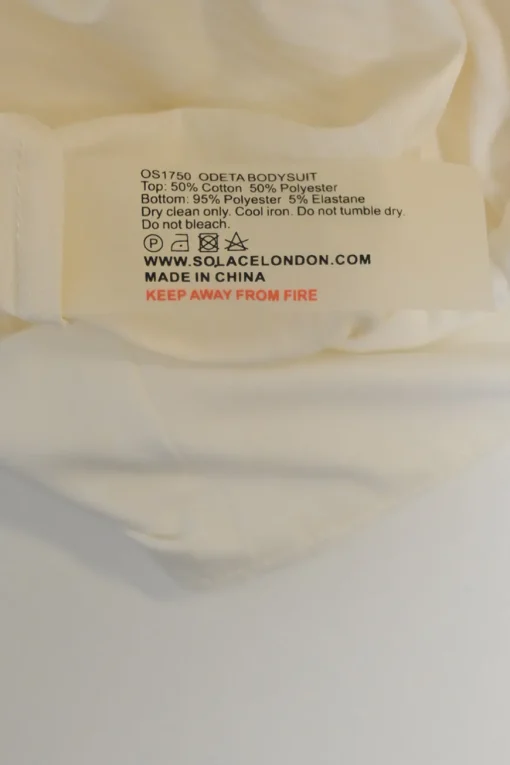 OS1750 ODETA BODYSUIT
Top: 50% Cotton 50% Polyester
Bottom: 95% Polyester 5% Elastane
Dry clean only. Cool iron. Do not tumble dry.
Do not bleach.
P
WWW.SOLACELONDON.COM
MADE IN CHINA
KEEP AWAY FROM FIRE